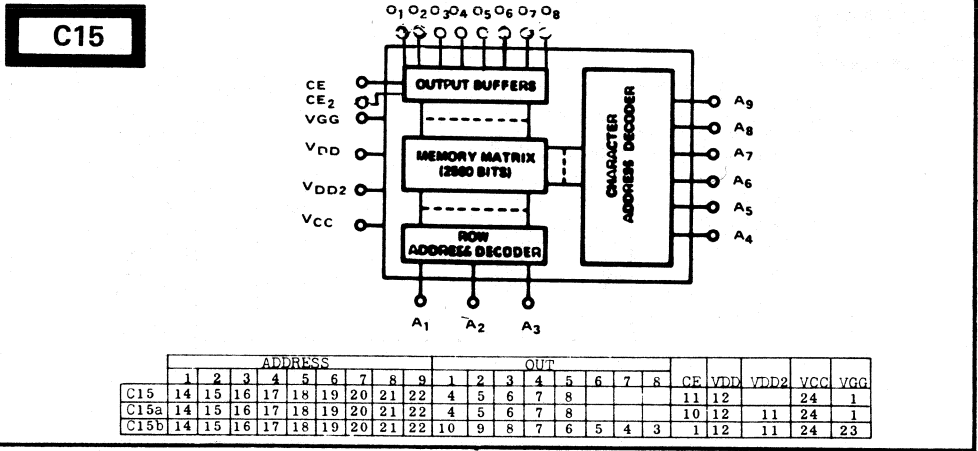 C15
O1 O2 O3 O4 O5 O6 O7 O8
CE
CE2
VGG
VDD
VDD2
VCC
OUTPUT BUFFERS
MEMORY MATRIX
(2560 BITS)
ROW
ADDRESS DECODER
CHARACTER
ADDRESS DECODER
A9
A8
A7
A6
A5
A4
A1 A2 A3
ADDRESS OUT
1 2 3 4 5 6 7 8 9 1 2 3 4 5 6 7 8 CE VDD VDD2 VCC VGG
C15 14 15 16 17 18 19 20 21 22 4 5 6 7 8 11 12 24 1
C15a 14 15 16 17 18 19 20 21 22 4 5 6 7 8 10 12 11 24 1
C15b 14 15 16 17 18 19 20 21 22 10 9 8 7 6 5 4 3 1 12 11 24 23